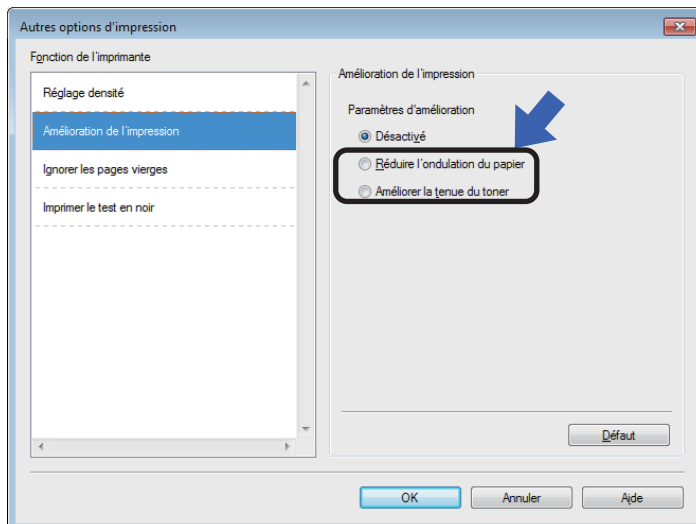 Autres options d'impression
Fonction de l'imprimante
Réglage densité
Amélioration de l'impression
Ignorer les pages vierges
Imprimer le test en noir
Amélioration de l'impression
Paramètres d'amélioration
Désactivé
Réduire l'ondulation du papier
Améliorer la tenue du toner
Défaut
OK
Annuler
Aide